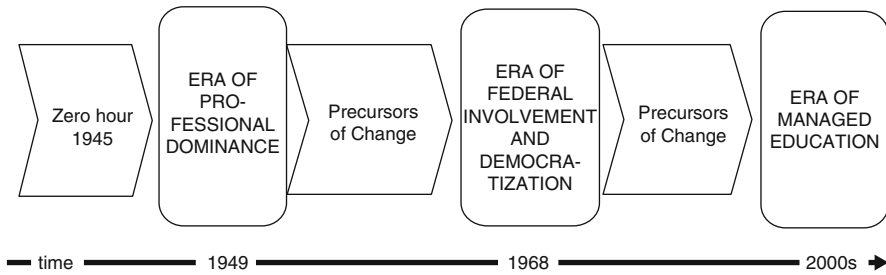 Zero hour
1945
ERA OF
PRO-
FESSIONAL
DOMINANCE
Precursors
of Change
ERA OF
FEDERAL
INVOLVEMENT
AND
DEMOCRA-
TIZATION
Precursors
of Change
ERA OF
MANAGED
EDUCATION
time 1949 1968 2000s